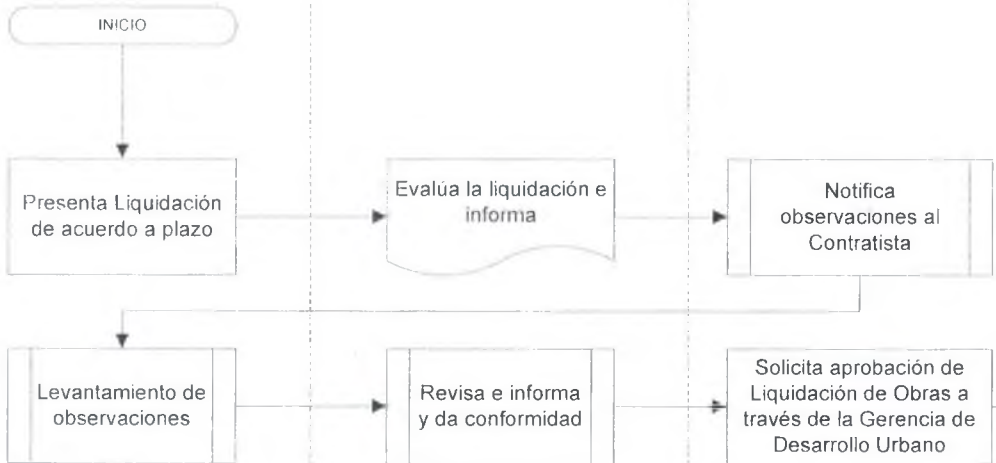 INICIO
Presenta Liquidación
de acuerdo a plazo
Evalúa la liquidación e
informa
Notifica
observaciones al
Contratista
Levantamiento de
observaciones
Revisa e informa
y da conformidad
Solicita aprobación de
Liquidación de Obras a
través de la Gerencia de
Desarrollo Urbano